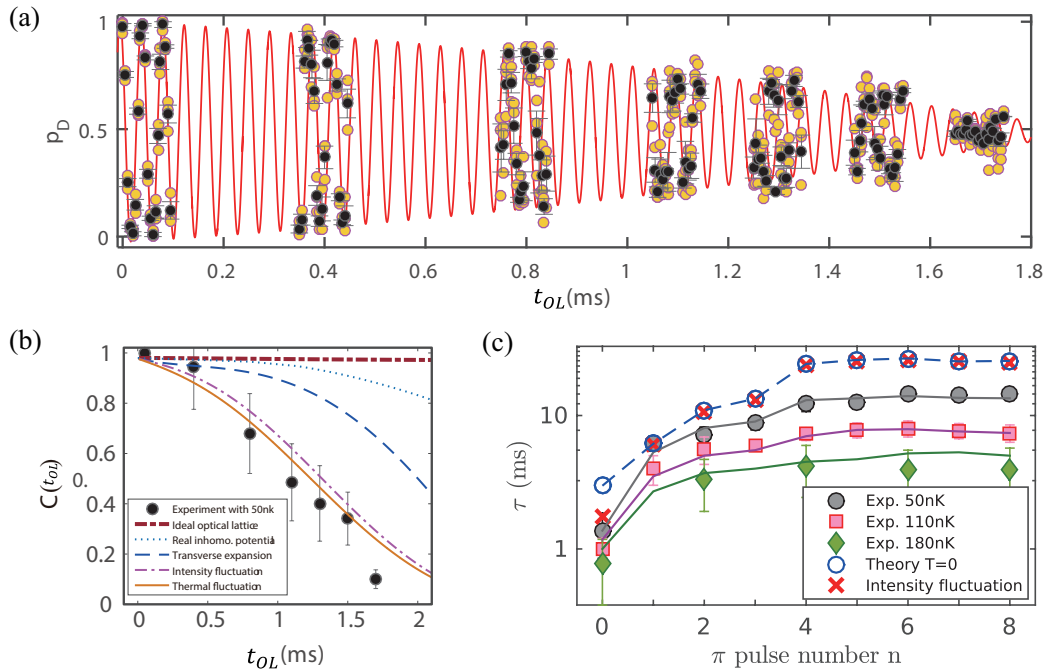 (a)
1
0.5
0
p_D
0 0.2 0.4 0.6 0.8 1 1.2 1.4 1.6 1.8
t_OL(ms)
(b)
1
0.8
0.
0.4
0.2
0
C(t_OL)
Experiment with 50nk
Ideal optical lattice
Real inhomo. potential
Transverse expansion
Intensity fluctuation
Thermal fluctuation
0 0.5 1 1.5 2
t_OL(ms)
(c)
10
1
τ (ms)
Exp. 50nK
Exp. 110nK
Exp. 180nK
Theory T=0
Intensity fluctuation
0 2 4 6 8
π pulse number n